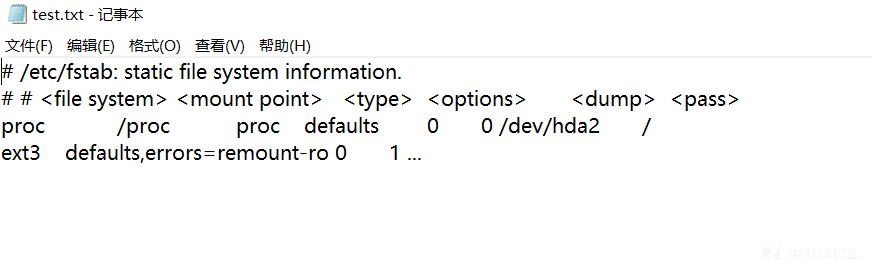 test.txt - 记事本
文件(F) 编辑(E) 格式(O) 查看(V) 帮助(H)
# /etc/fstab: static file system information.
# # <file system> <mount point> <type> <options> <dump> <pass>
proc /proc proc defaults 0 0 /dev/hda2 /
ext3 defaults,errors=remount-ro 0 1 ...